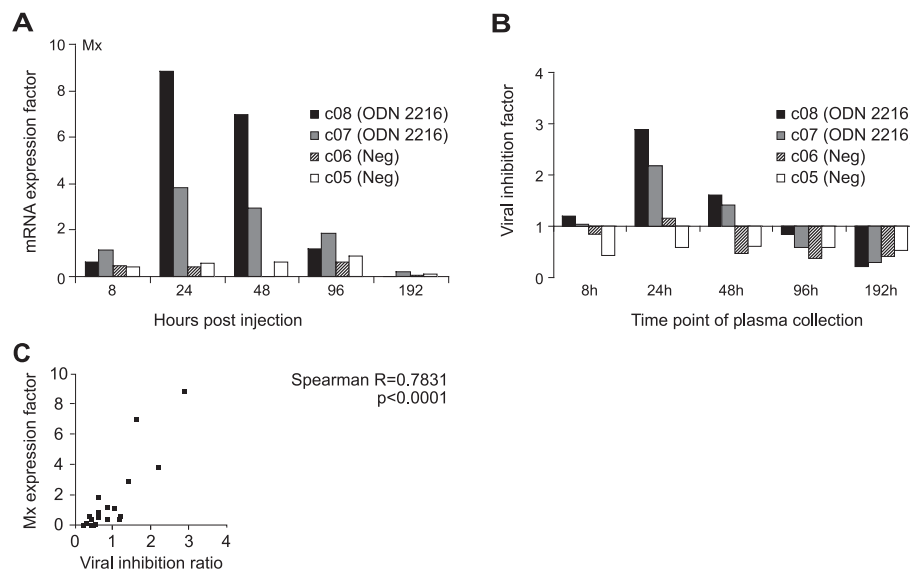 A
Mx
mRNA expression factor
10
8
6
4
2
0
c08 (ODN 2216)
c07 (ODN 2216)
c06 (Neg)
c05 (Neg)
8 24 48 96 192
Hours post injection
B
Viral inhibition factor
4
3
2
1
0
c08 (ODN 2216
c07 (ODN 2216
c06 (Neg)
c05 (Neg)
8h 24h 48h 96h 192h
Time point of plasma collection
C
Mx expression factor
10
8
6
4
2
0
Spearman R=0.7831
p<0.0001
0 1 2 3 4
Viral inhibition ratio